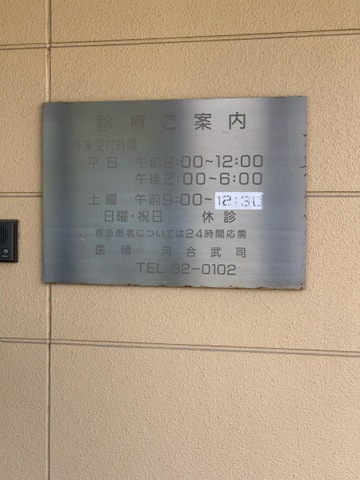 診療ご案内
外来受付時間
平日 午前9:00~12:00
午後2:00~6:00
土曜 午前9:00~12:30
日曜・祝日 休診
救急患者については24時間応需
医師 河合武司
TEL.32-0102